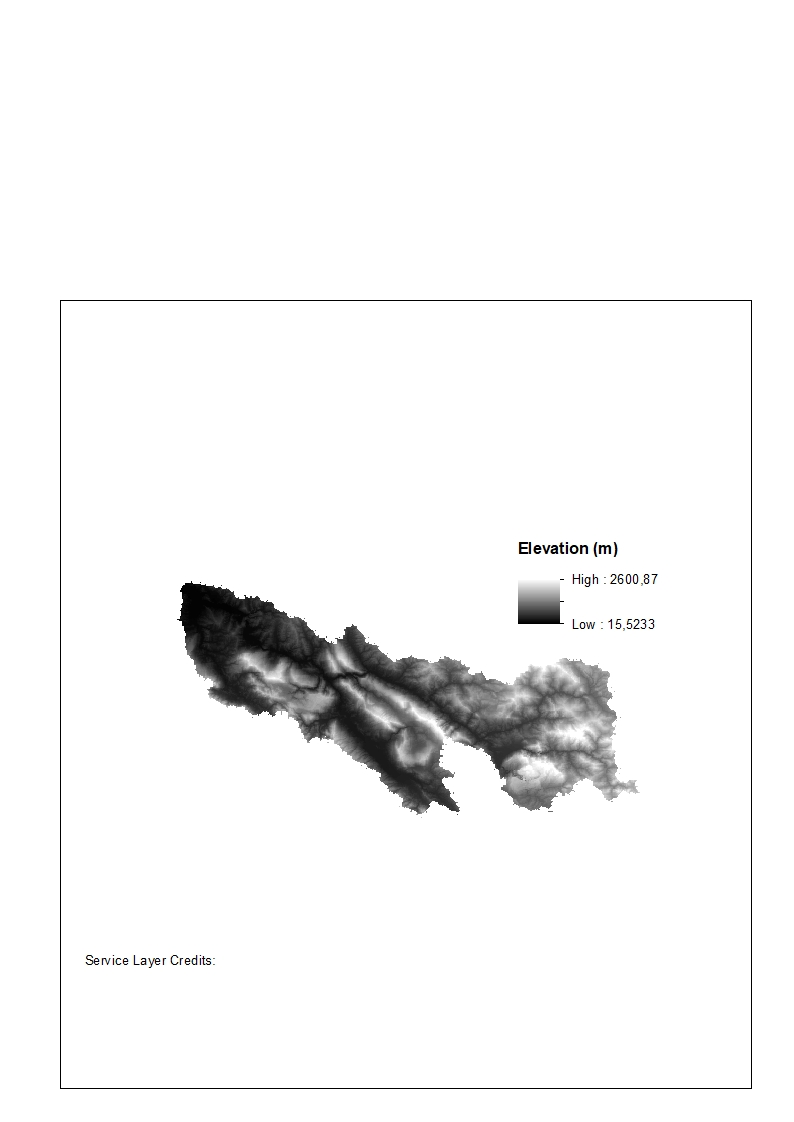 Elevation (m)
High : 2600,87
Low : 15,5233
Service Layer Credits: